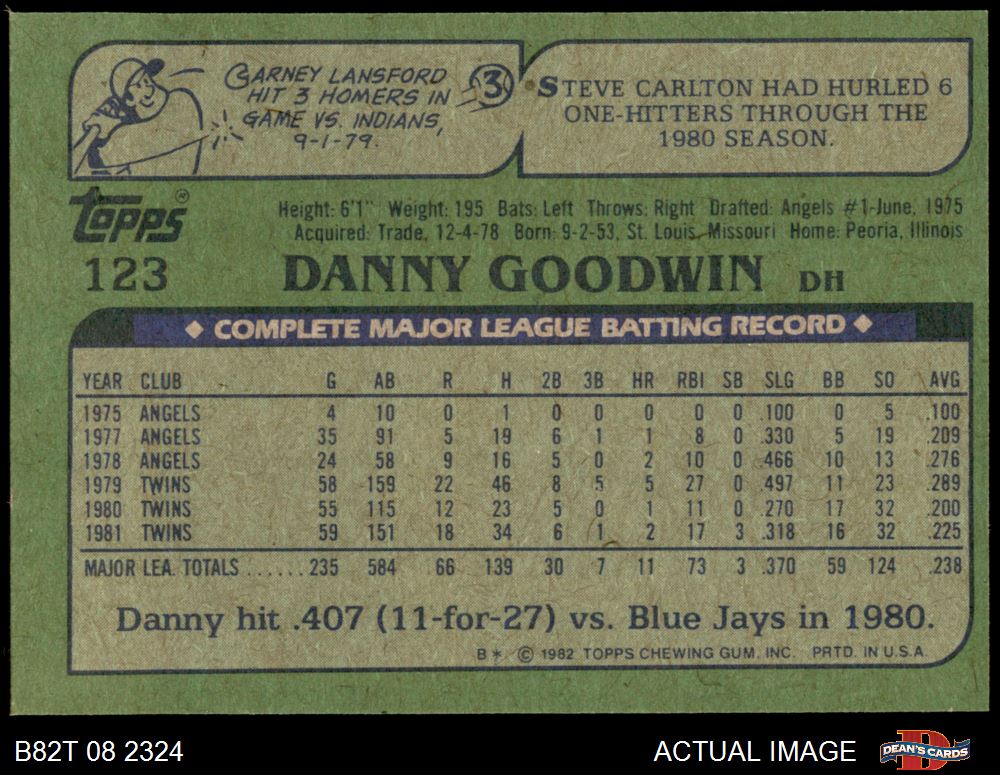 CARNEY LANSFORD
HIT 3 HOMERS IN
GAME VS. INDIANS,
9-1-79.
3
STEVE CARLTON HAD HURLED 6
ONE-HITTERS THROUGH THE
1980 SEASON.
TOPPS ®
Height: 6'1" Weight: 195 Bats: Left Throws: Right Drafted: Angels #1-June, 1975
Acquired: Trade, 12-4-78 Born: 9-2-53, St. Louis, Missouri Home: Peoria, Illinois
123 DANNY GOODWIN DH
◆ COMPLETE MAJOR LEAGUE BATTING RECORD ◆
YEAR CLUB G AB R H 2B 3B HR RBI SB SLG BB SO AVG
1975 ANGELS 4 10 0 1 0 0 0 0 0 .100 0 5 .100
1977 ANGELS 35 91 5 19 6 1 1 8 0 .330 5 19 .209
1978 ANGELS 24 58 9 16 5 0 2 10 0 .466 10 13 .276
1979 TWINS 58 159 22 46 8 5 5 27 0 .497 11 23 .289
1980 TWINS 55 115 12 23 5 0 1 11 0 .270 17 32 .200
1981 TWINS 59 151 18 34 6 1 2 17 3 .318 16 32 .225
MAJOR LEA. TOTALS ......235 584 66 139 30 7 11 73 3 .370 59 124 .238
Danny hit .407 (11-for-27) vs. Blue Jays in 1980.
B*. © 1982 TOPPS CHEWING GUM, INC. PRTD. IN U.S.A.
B82T 08 2324
ACTUAL IMAGE
D
DEAN'S CARDS